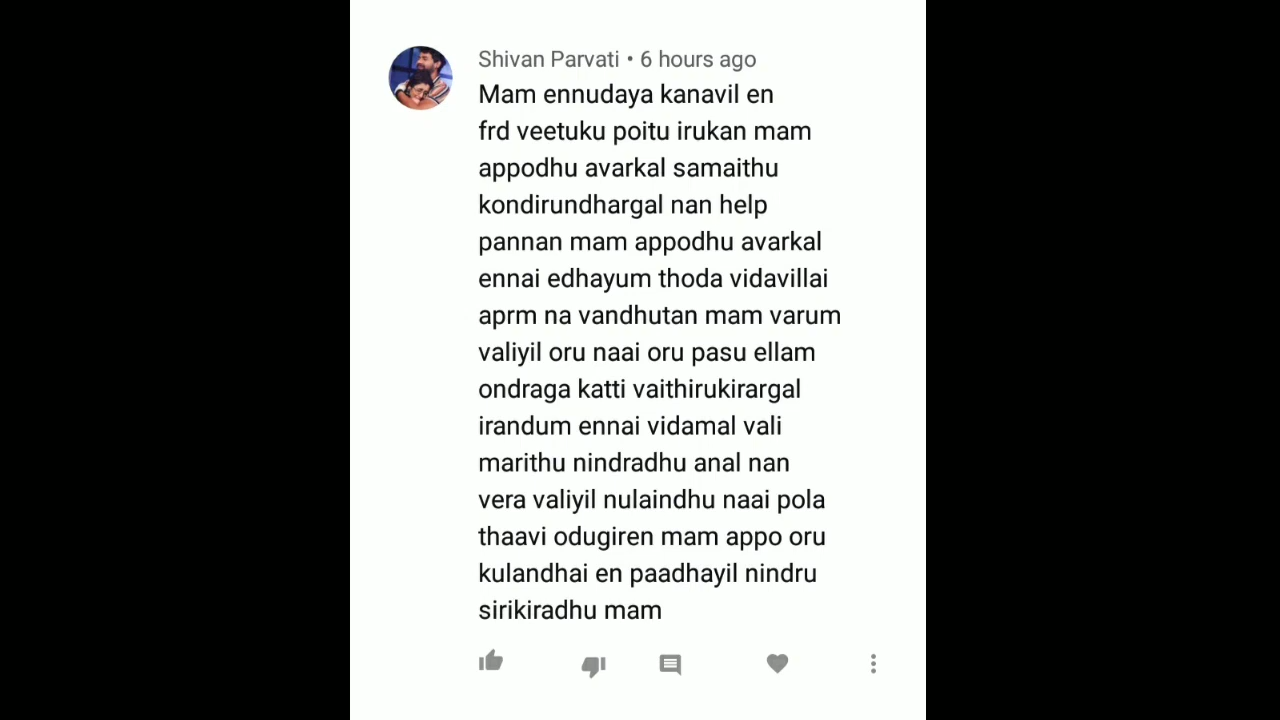 Shivan Parvati • 6 hours ago
Mam ennudaya kanavil en
frd veetuku poitu irukan mam
appodhu avarkal samaithu
kondirundhargal nan help
pannan mam appodhu avarkal
ennai edhayum thoda vidavillai
aprm na vandhutan mam varum
valiyil oru naai oru pasu ellam
ondraga katti vaithirukirargal
irandum ennai vidamal vali
marithu nindradhu anal nan
vera valiyil nulaindhu naai pola
thaavi odugiren mam appo oru
kulandhai en paadhayil nindru
sirikiradhu mam